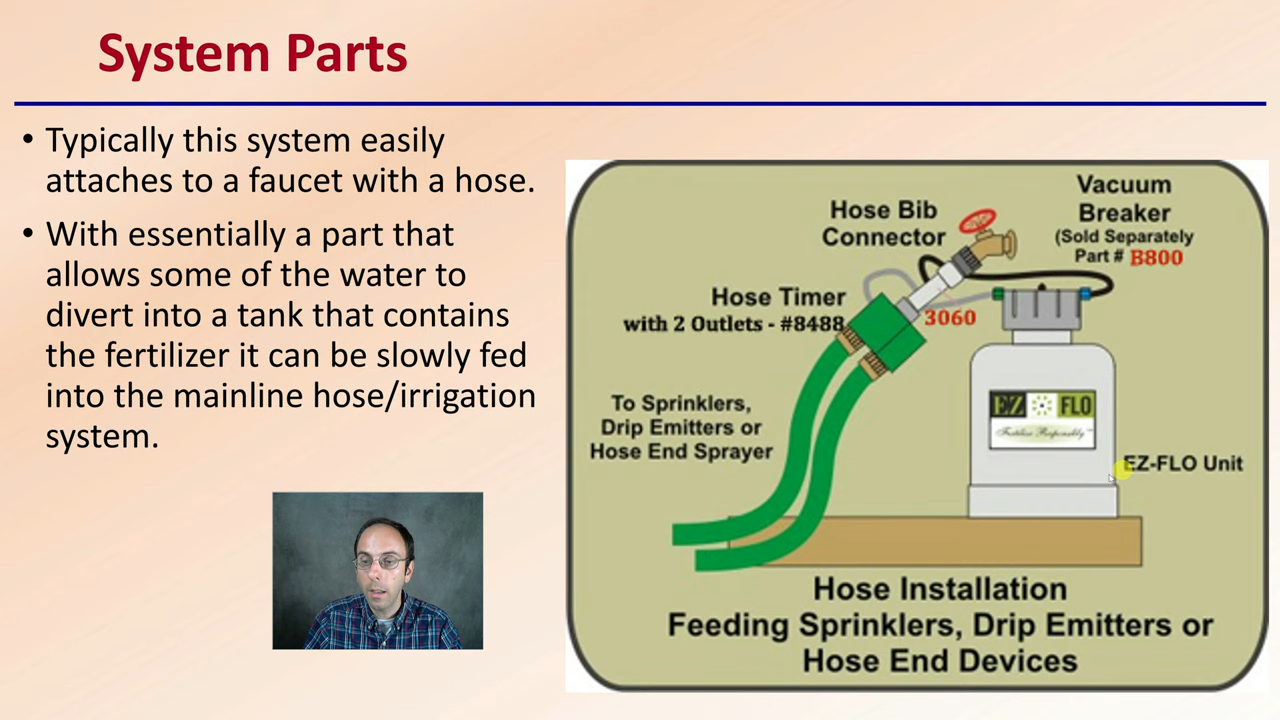 System Parts
• Typically this system easily
attaches to a faucet with a hose.
• With essentially a part that
allows some of the water to
divert into a tank that contains
the fertilizer it can be slowly fed
into the mainline hose/irrigation
system.
Vacuum
Breaker
(Sold Separately
Part # B800
Hose Bib
Connector
Hose Timer
with 2 Outlets - #8488
3060
To Sprinklers,
Drip Emitters or
Hose End Sprayer
EZ FLO
Fertilize Responsibly™
EZ-FLO Unit
Hose Installation
Feeding Sprinklers, Drip Emitters or
Hose End Devices